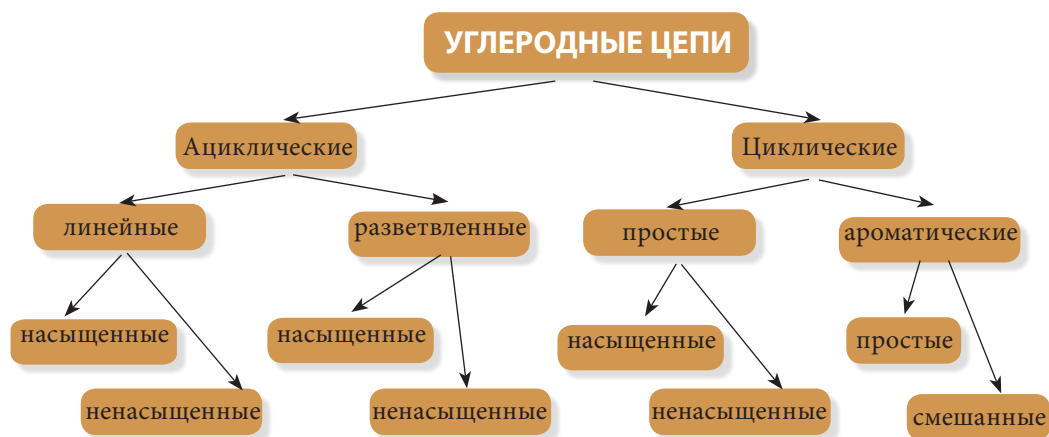 УГЛЕРОДНЫЕ ЦЕПИ
Ациклические
Циклические
линейные
разветвленные
простые
ароматические
насыщенные
насыщенные
насыщенные
простые
ненасыщенные
ненасыщенные
ненасыщенные
смешанные